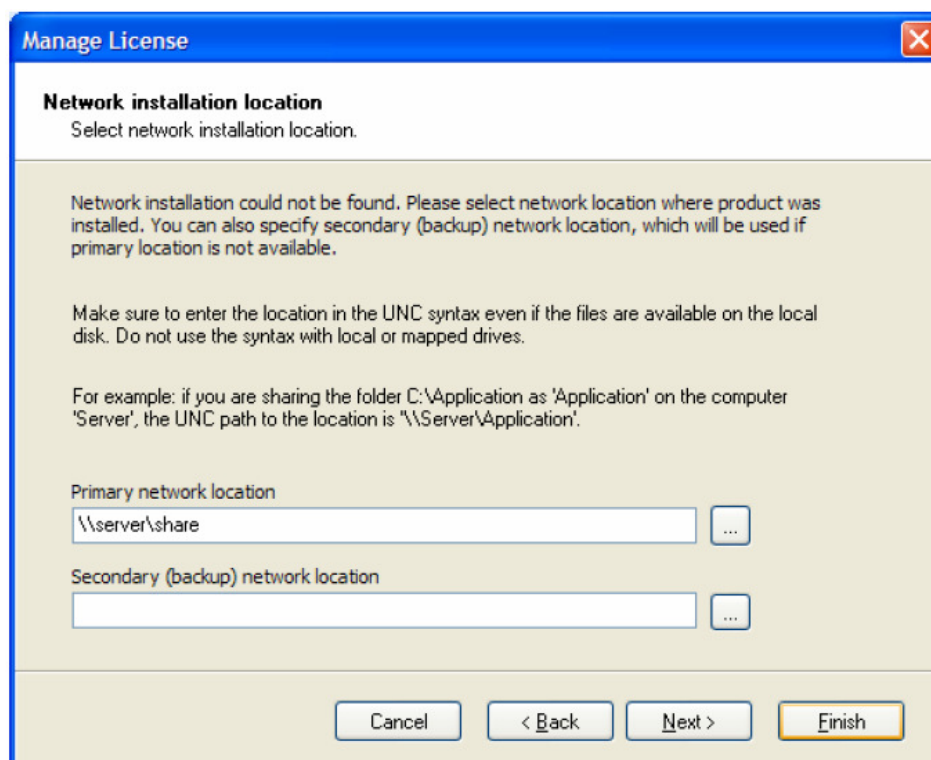 Manage License
Network installation location
Select network installation location.
Network installation could not be found. Please select network location where product was
installed. You can also specify secondary (backup) network location, which will be used if
primary location is not available.
Make sure to enter the location in the UNC syntax even if the files are available on the local
disk. Do not use the syntax with local or mapped drives.
For example: if you are sharing the folder C:\Application as 'Application' on the computer
'Server', the UNC path to the location is '\\Server\Application'.
Primary network location
\\server\share
...
Secondary (backup) network location
...
Cancel
< Back
Next >
Finish